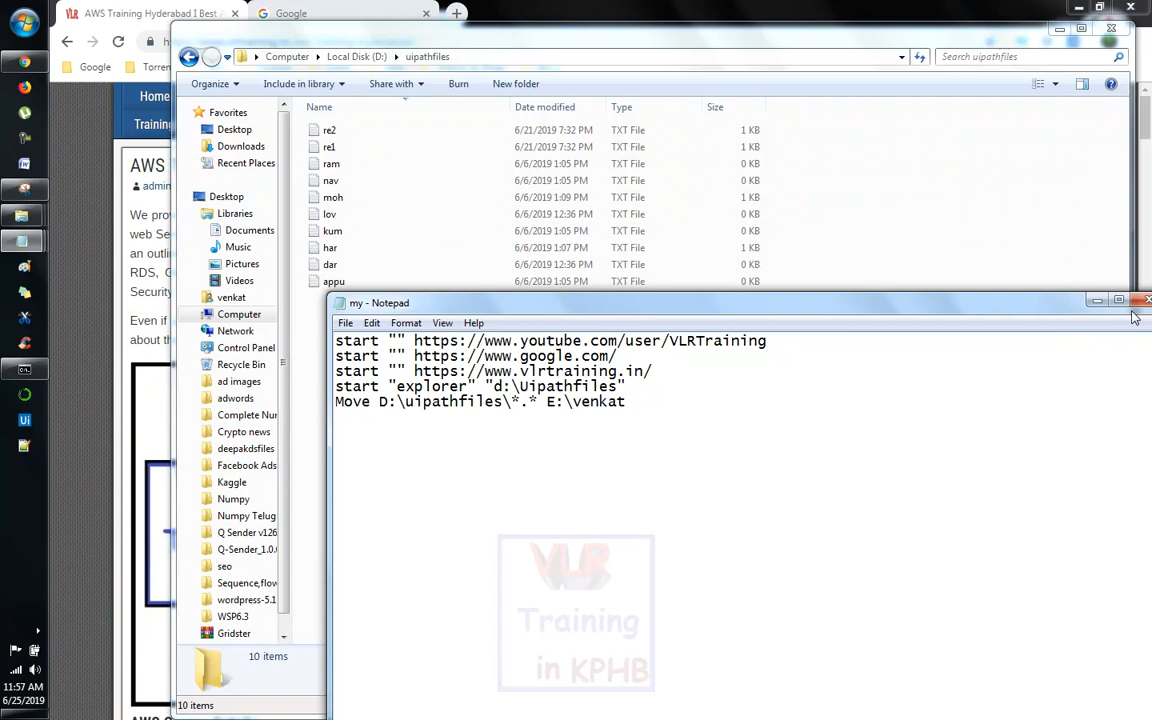 AWS Training Hyderabad I Best A
Google
Google
Torren
Home
Training
AWS
admin
We prov
web Se
an outlin
RDS,
Security
Even if
about th
Computer
Local Disk (D:)
uipathfiles
Search uipathfiles
Organize
Include in library
Share with
Burn
New folder
Name
Date modified
Type
Size
Favorites
Desktop
Downloads
Recent Places
Desktop
Libraries
Documents
Music
Pictures
Videos
venkat
Computer
Network
Control Panel
Recycle Bin
ad images
adwords
Complete Nur
Crypto news
deepakdsfiles
Facebook Ads
Kaggle
Numpy
Numpy Telug
Q Sender v126
Q-Sender_1.0.
seo
Sequence,flow
wordpress-5.1
WSP6.3
Gridster
re2 6/21/2019 7:32 PM TXT File 1 KB
re1 6/21/2019 7:32 PM TXT File 1 KB
ram 6/6/2019 1:05 PM TXT File 0 KB
nav 6/6/2019 1:05 PM TXT File 0 KB
moh 6/6/2019 1:09 PM TXT File 1 KB
lov 6/6/2019 12:36 PM TXT File 0 KB
kum 6/6/2019 1:05 PM TXT File 0 KB
har 6/6/2019 1:07 PM TXT File 1 KB
dar 6/6/2019 12:36 PM TXT File 0 KB
appu 6/6/2019 1:05 PM TXT File 0 KB
10 items
10 items
my - Notepad
File Edit Format View Help
start "" https://www.youtube.com/user/VLRTraining
start "" https://www.google.com/
start "" https://www.vlrtraining.in/
start "explorer" "d:\Uipathfiles"
Move D:\uipathfiles\*.* E:\venkat
VLR
Training
in KPHB
Ui
11:57 AM
6/25/2019